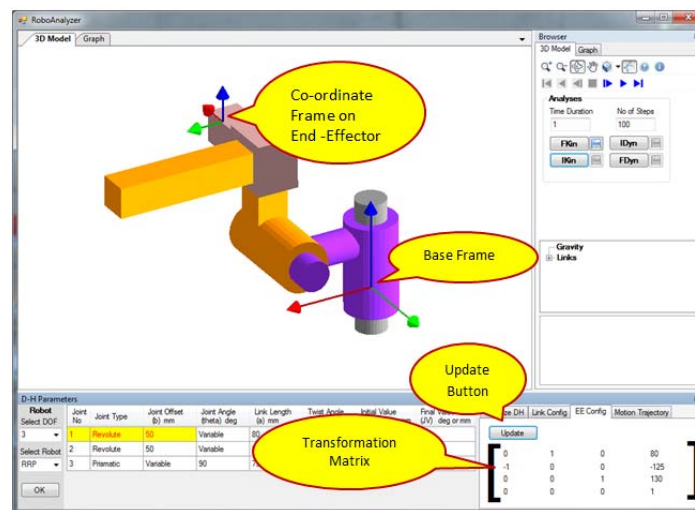 RoboAnalyzer
3D Model Graph
Browser
3D Model Graph
Analyses
Time Duration No of Steps
1 100
FKin IDyn
IKin FDyn
Gravity
Links
Co-ordinate
Frame on
End -Effector
Base Frame
Update
Button
Transformation
Matrix
D-H Parameters
Robot
Select DOF
3
Select Robot
RRP
OK
Joint No Joint Type Joint Offset (b) mm Joint Angle (theta) deg Link Length (a) mm Twist Angle Initial Value Final (JV) deg or mm
1 Revolute 50 Variable 80
2 Revolute 50 Variable
3 Prismatic Variable 90
DH Link Config EE Config Motion Trajectory
Update
0 1 0 80
-1 0 0 -125
0 0 1 130
0 0 0 1